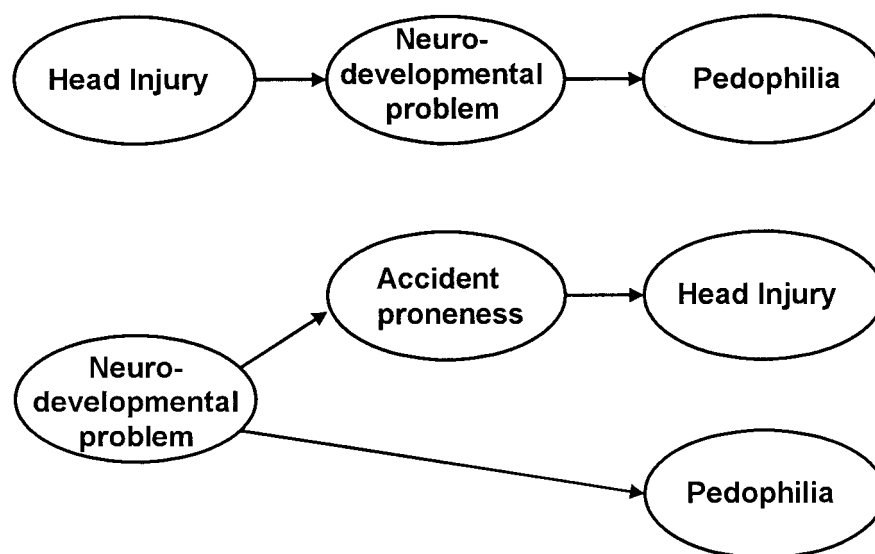 Head Injury
Neuro-
developmental
problem
Pedophilia
Accident
proneness
Head Injury
Neuro-
developmental
problem
Pedophilia